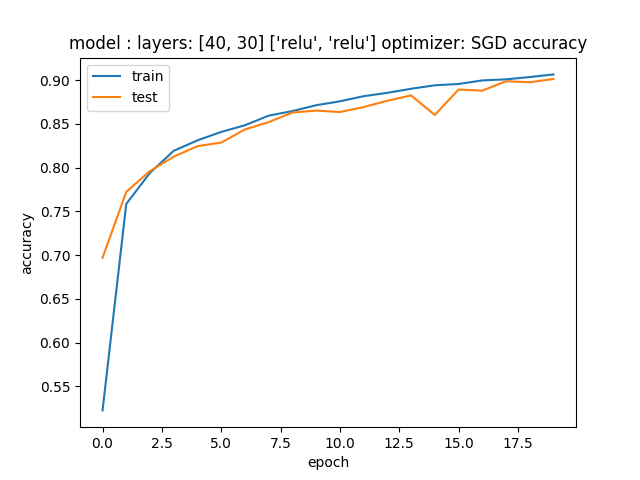 model : layers: [40, 30] ['relu', 'relu'] optimizer: SGD accuracy
train
test
0.90
0.85
0.80
0.75
0.70
0.65
0.60
0.55
accuracy
0.0 2.5 5.0 7.5 10.0 12.5 15.0 17.5
epoch